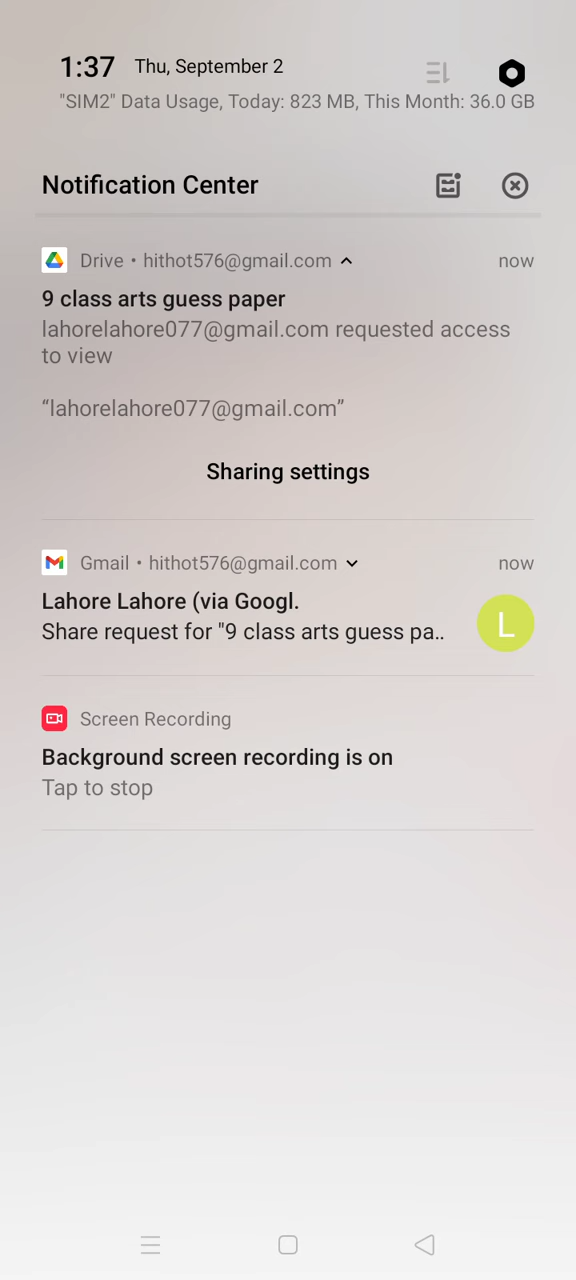 1:37 Thu, September 2
"SIM2" Data Usage, Today: 823 MB, This Month: 36.0 GB
Notification Center
Drive • hithot576@gmail.com now
9 class arts guess paper
lahorelahore077@gmail.com requested access
to view
“lahorelahore077@gmail.com”
Sharing settings
Gmail • hithot576@gmail.com now
Lahore Lahore (via Googl.
Share request for "9 class arts guess pa..
L
Screen Recording
Background screen recording is on
Tap to stop